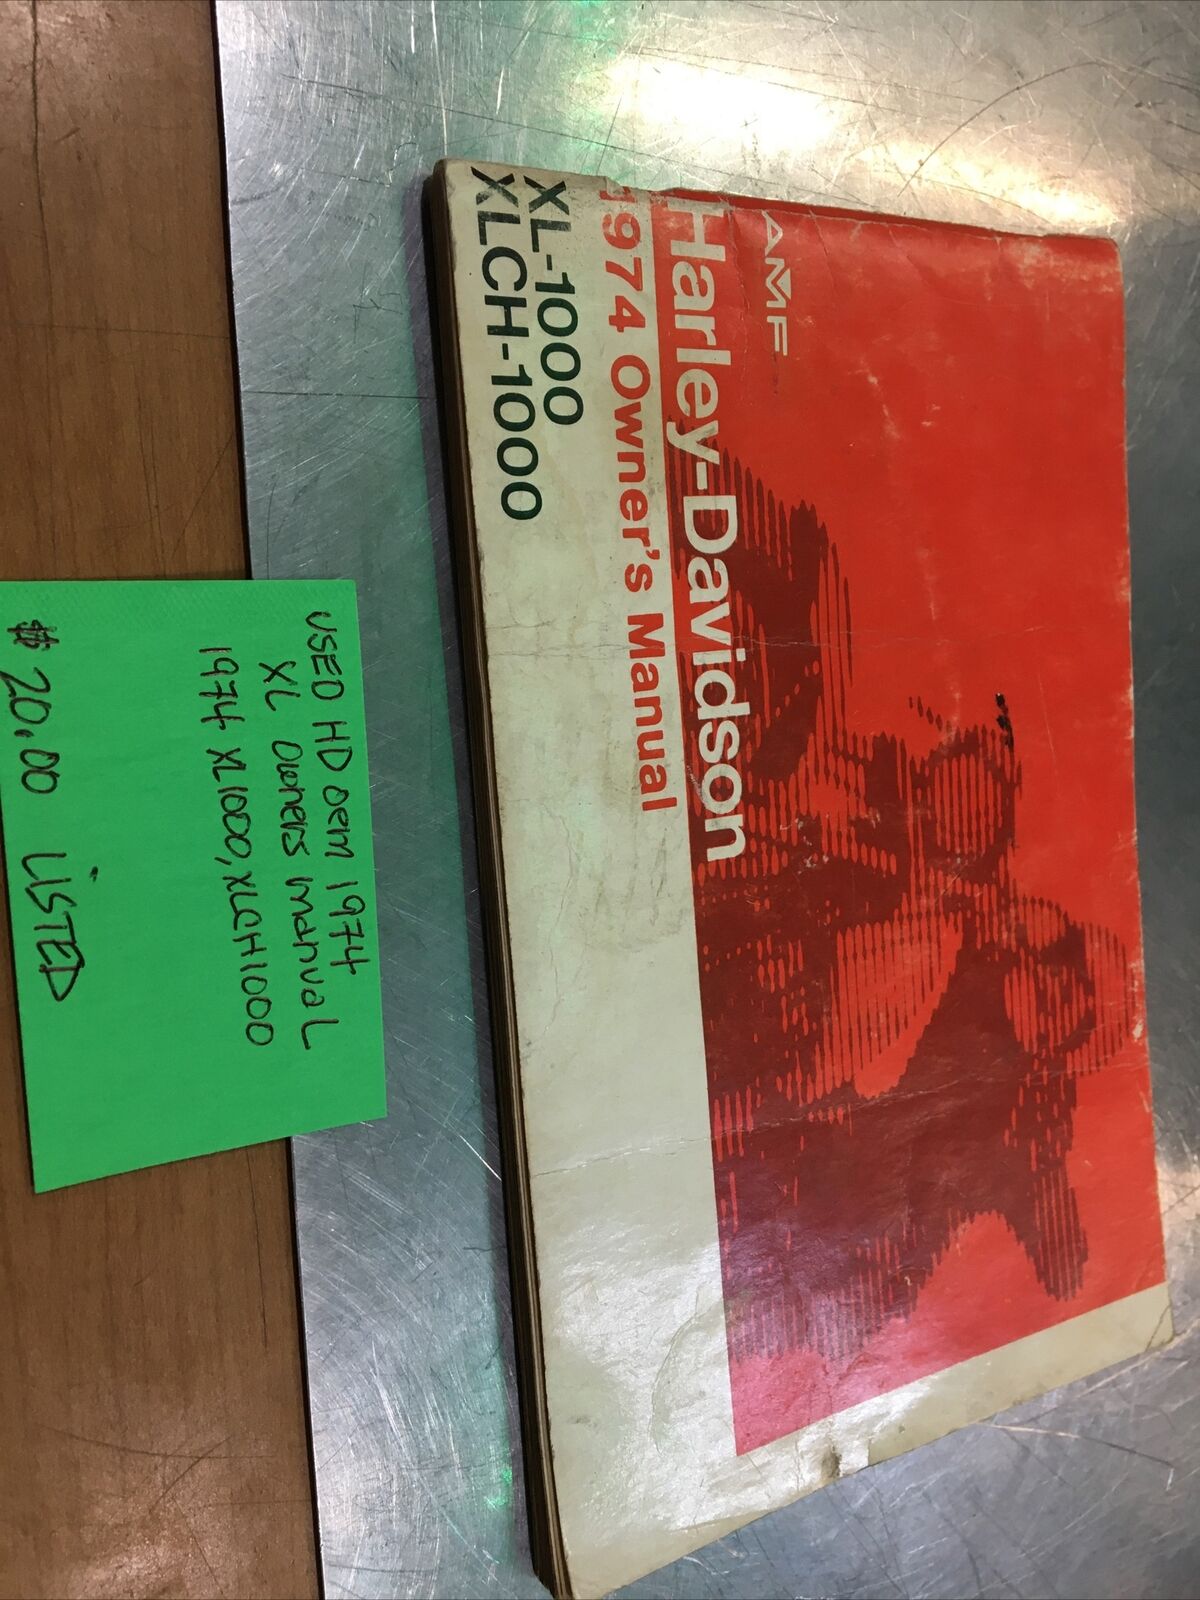 AMF
Harley-Davidson
1974 Owner's Manual
XL-1000
XLCH-1000
USED HD oem 1974
XL Owners manual
1974 XL1000, XLCH1000
$ 20.00 LiSTED